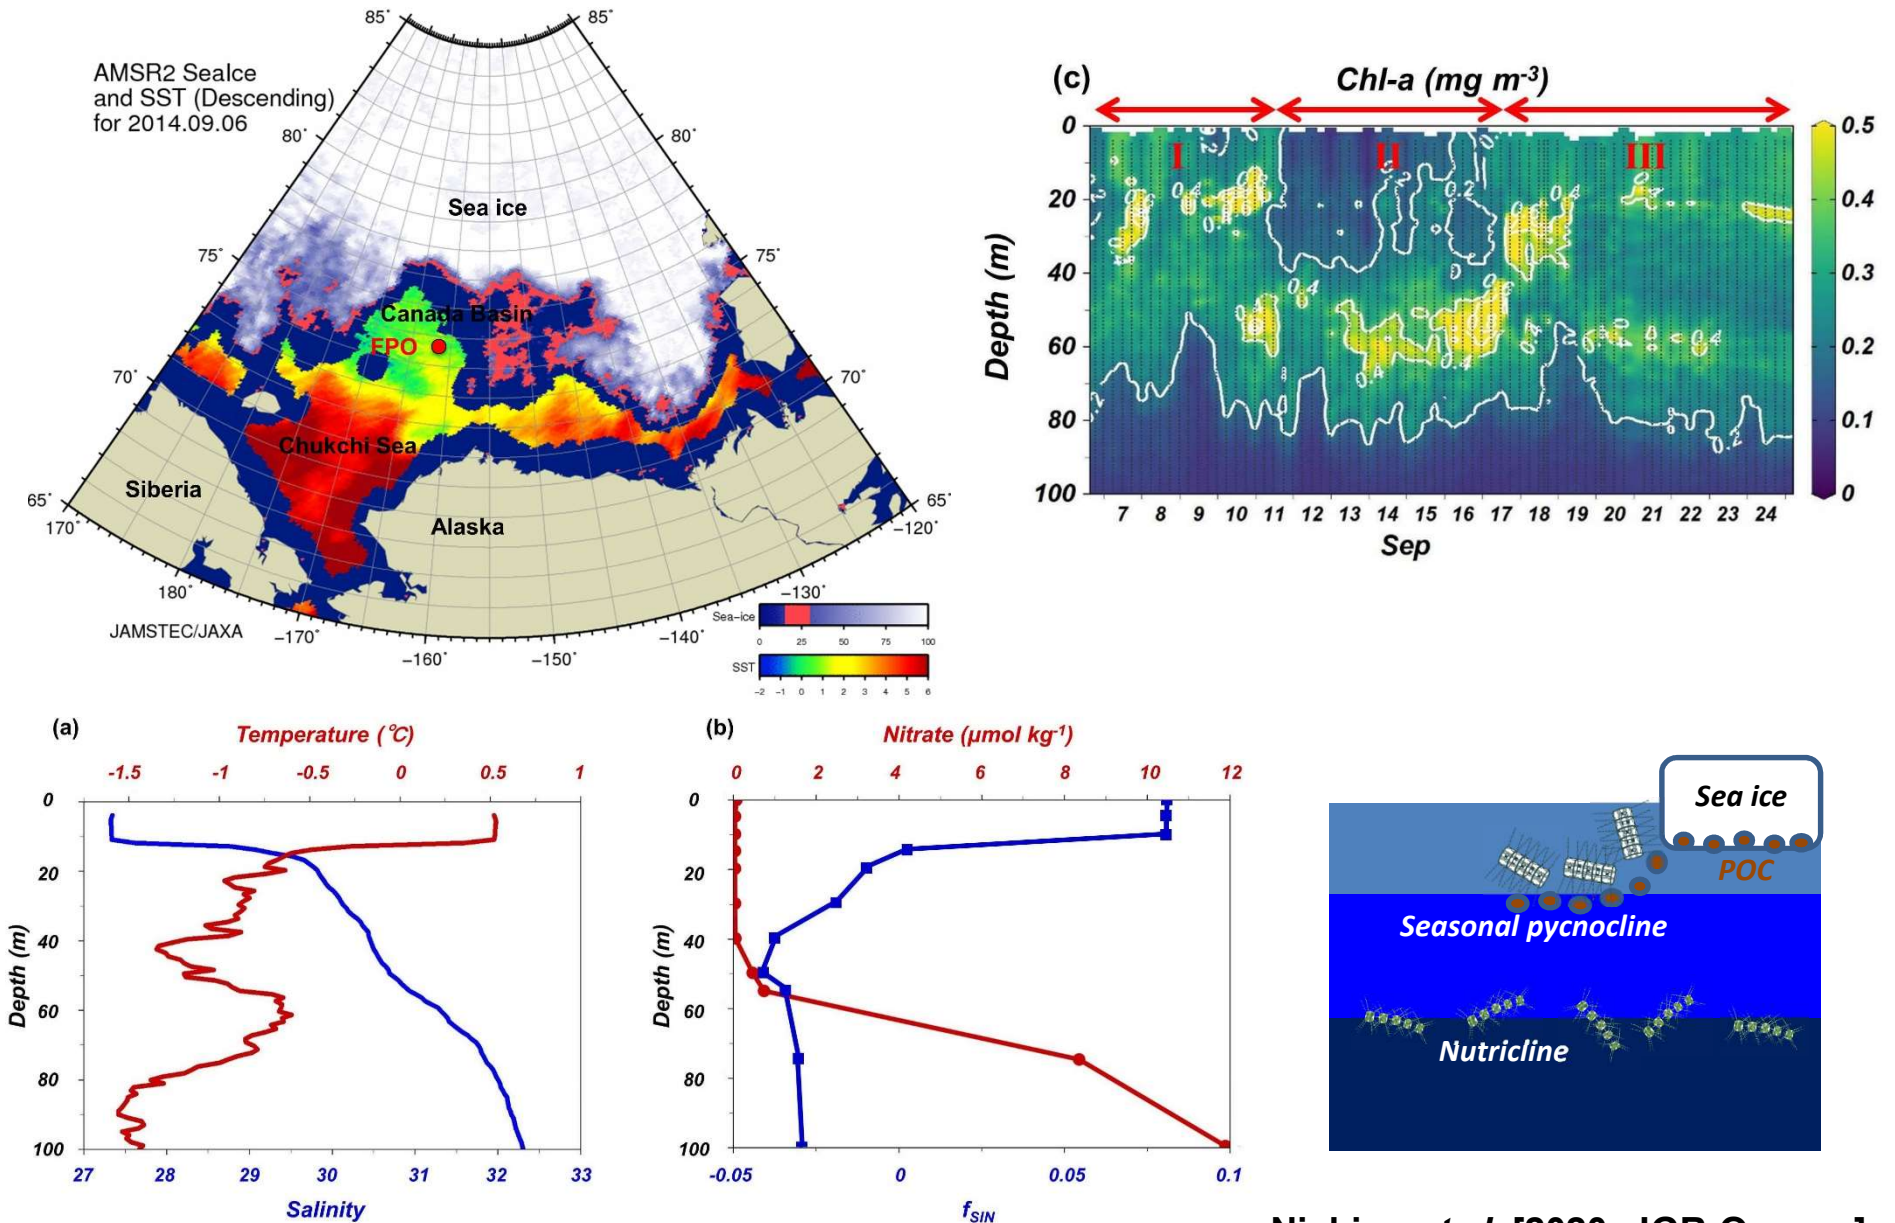 AMSR2 SeaIce
and SST (Descending)
for 2014.09.06
85°
85°
80°
80°
75°
75°
70°
70°
65°
65°
170°
180°
−170°
−160°
−150°
−140°
−130°
−120°
Sea ice
Canada Basin
FPO
Chukchi Sea
Siberia
Alaska
JAMSTEC/JAXA
Sea−ice
0 25 50 75 100
SST
−2 −1 0 1 2 3 4 5 6
(c)
Chl-a (mg m-3)
I II III
0
20
40
60
80
100
Depth (m)
7 8 9 10 11 12 13 14 15 16 17 18 19 20 21 22 23 24
Sep
0.5
0.4
0.3
0.2
0.1
0
(a)
Temperature (℃)
-1.5 -1 -0.5 0 0.5 1
0
20
40
60
80
100
Depth (m)
27 28 29 30 31 32 33
Salinity
(b)
Nitrate (μmol kg-1)
0 2 4 6 8 10 12
0
20
40
60
80
100
Depth (m)
-0.05 0 0.05 0.1
fSIN
Sea ice
POC
Seasonal pycnocline
Nutricline